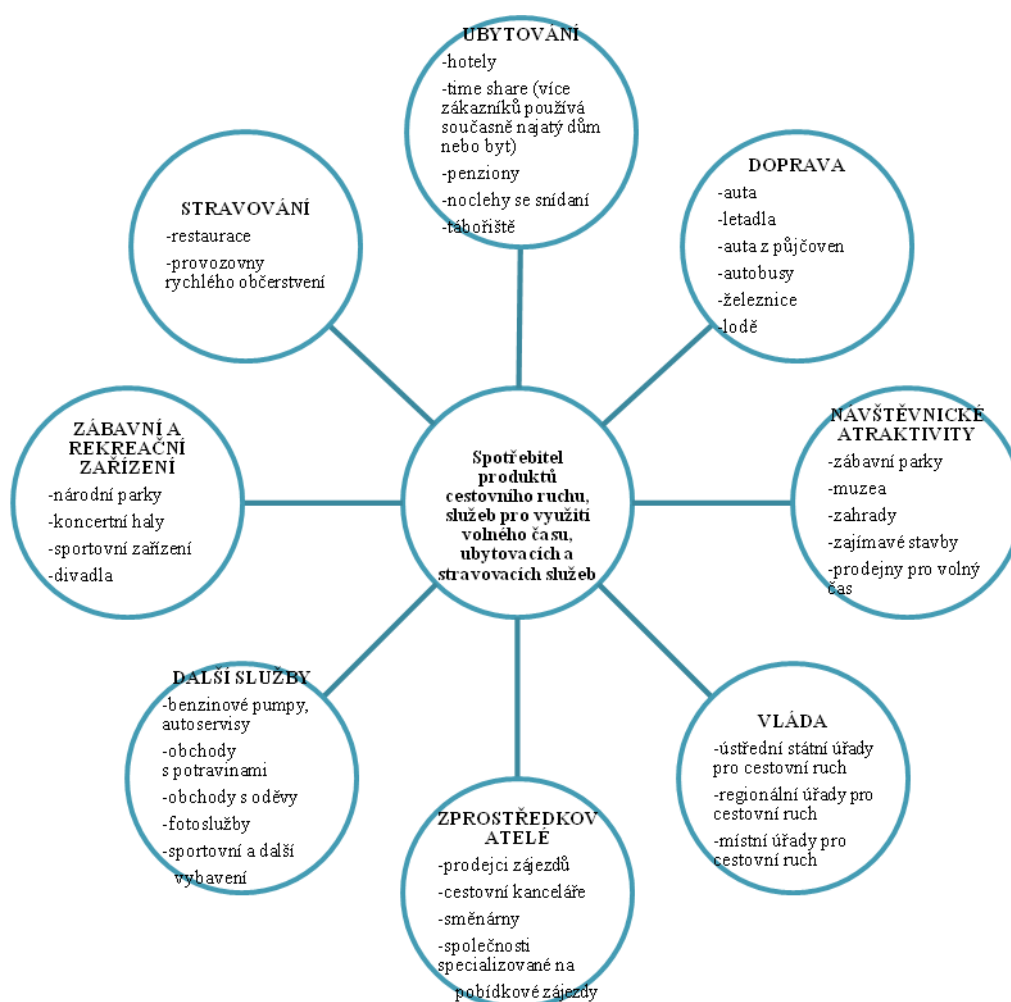 UBYTOVÁNÍ
-hotely
-time share (více
zákazníků používá
současně najatý dům
nebo byt)
-penziony
-noclehy se snídaní
-tábořiště
DOPRAVA
-auta
-letadla
-auta z půjčoven
-autobusy
-železnice
-lodě
NÁVŠTĚVNICKÉ
ATRAKTIVITY
-zábavní parky
-muzea
-zahrady
-zajímavé stavby
-prodejny pro volný
čas
VLÁDA
-ústřední státní úřady
pro cestovní ruch
-regionální úřady pro
cestovní ruch
-místní úřady pro
cestovní ruch
ZPROSTŘEDKOV
ATELÉ
-prodejci zájezdů
-cestovní kanceláře
-směnárny
-společnosti
specializované na
pobídkové zájezdy
DALŠÍ SLUŽBY
-benzinové pumpy,
autoservisy
-obchody
s potravinami
-obchody s oděvy
-fotoslužby
-sportovní a další
vybavení
ZÁBAVNÍ A
REKREAČNÍ
ZAŘÍZENÍ
-národní parky
-koncertní haly
-sportovní zařízení
-divadla
STRAVOVÁNÍ
-restaurace
-provozovny
rychlého občerstvení
Spotřebitel
produktů
cestovního ruchu,
služeb pro využití
volného času,
ubytovacích a
stravovacích služeb